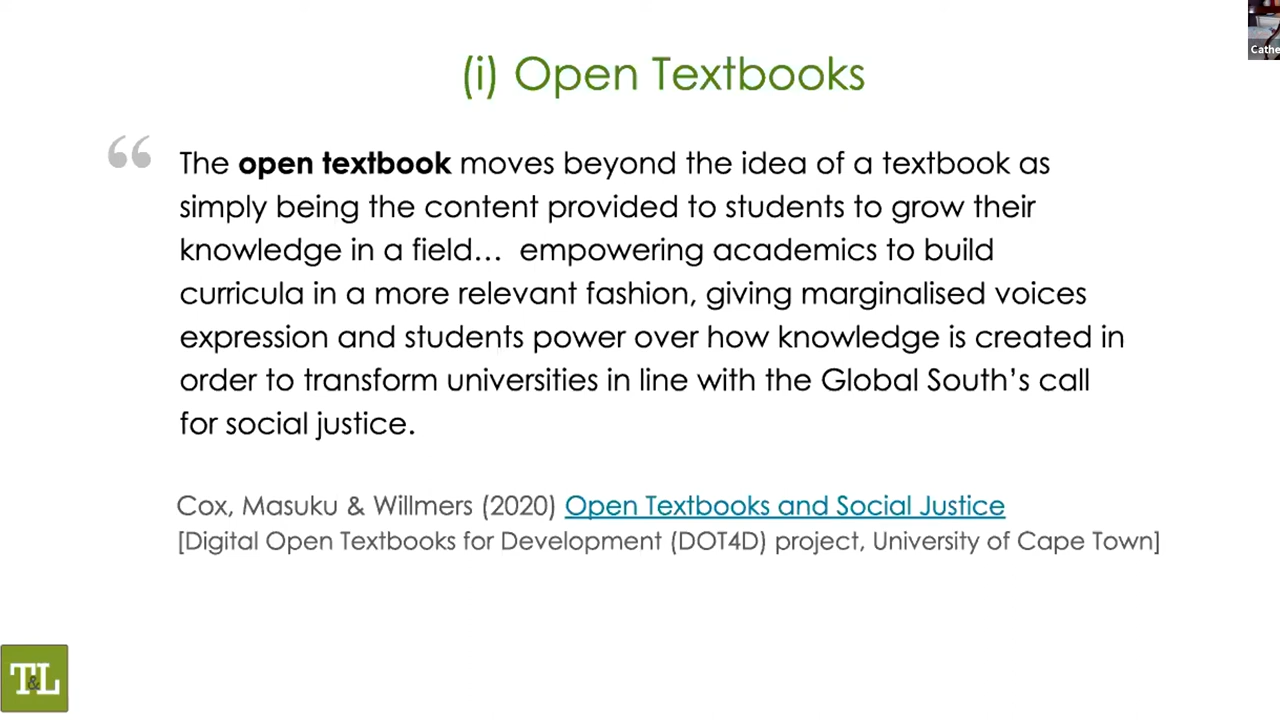 Cathe
(i) Open Textbooks
“
The open textbook moves beyond the idea of a textbook as
simply being the content provided to students to grow their
knowledge in a field… empowering academics to build
curricula in a more relevant fashion, giving marginalised voices
expression and students power over how knowledge is created in
order to transform universities in line with the Global South’s call
for social justice.
Cox, Masuku & Willmers (2020) Open Textbooks and Social Justice
[Digital Open Textbooks for Development (DOT4D) project, University of Cape Town]
T&L